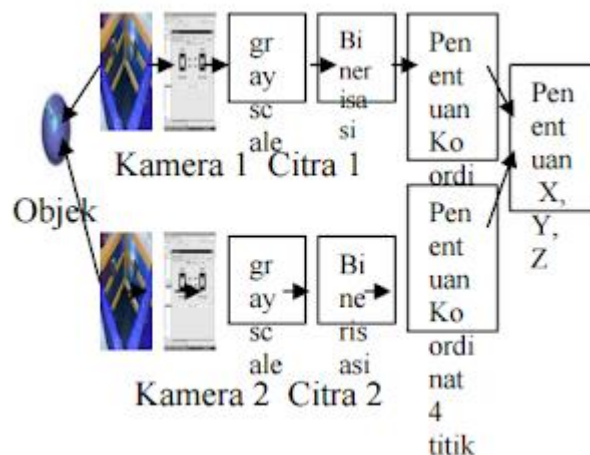 gr
ay
sc
ale
Bi
ner
isa
si
Pen
ent
uan
Ko
ordi
Pen
ent
uan
X,
Y,
Z
Kamera 1 Citra 1
Objek
gr
ay
sc
ale
Bi
ne
ris
asi
Pen
ent
uan
Ko
ordi
nat
4
titik
Kamera 2 Citra 2